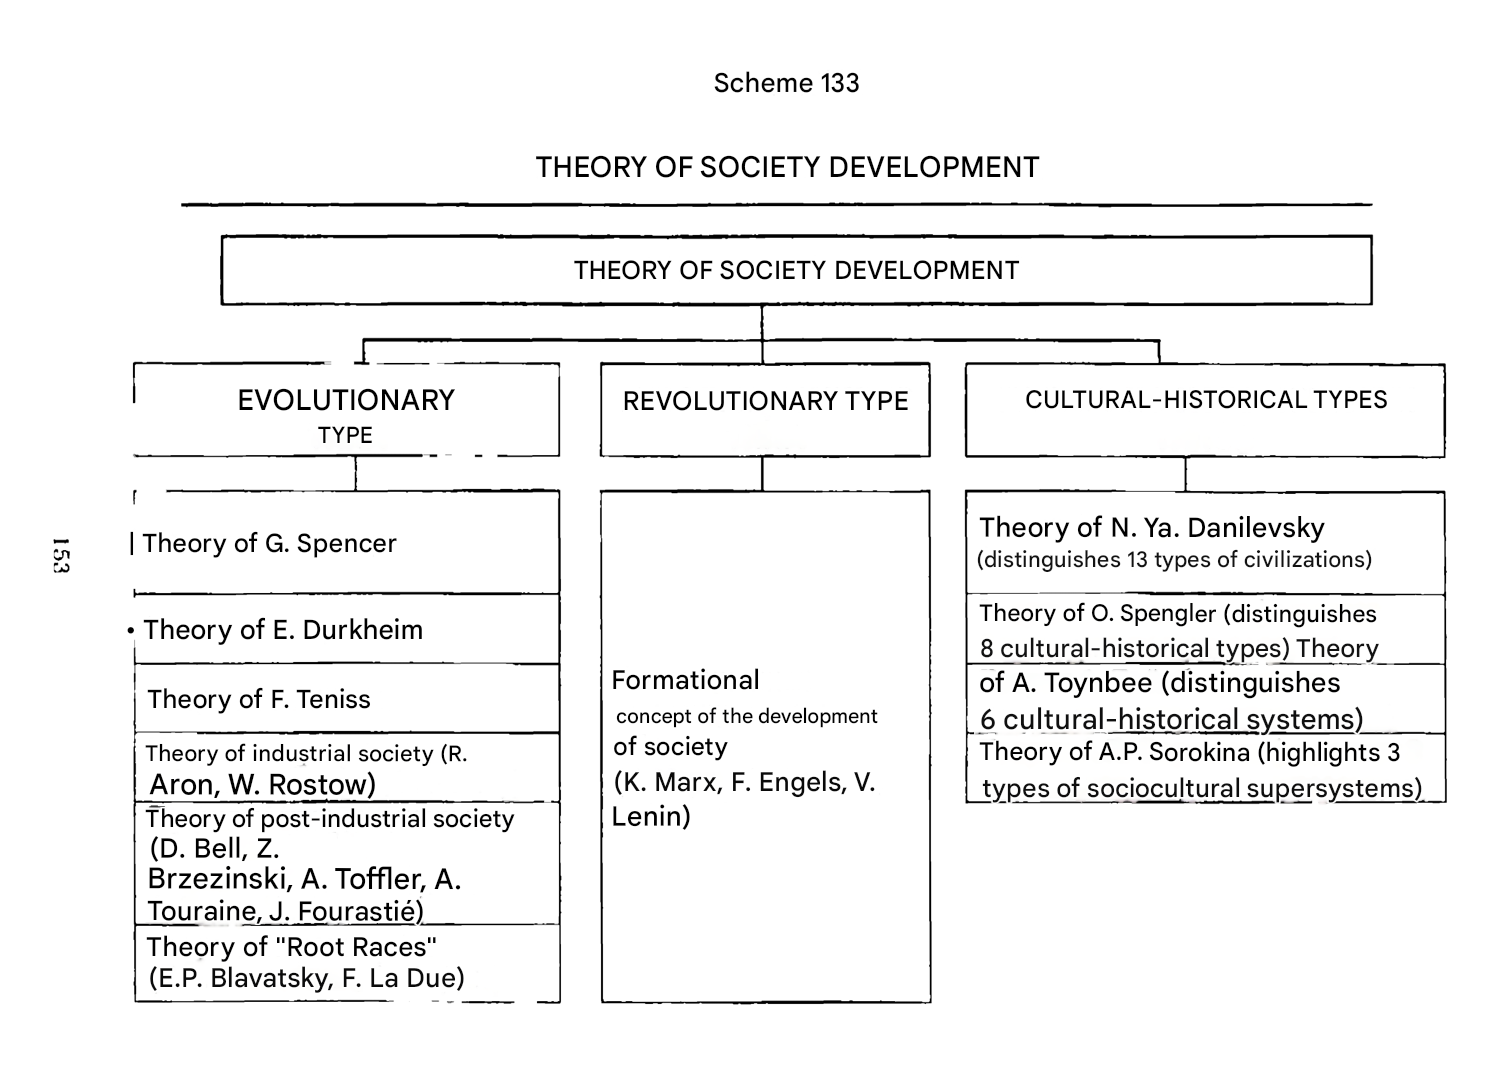 Scheme 133
THEORY OF SOCIETY DEVELOPMENT
THEORY OF SOCIETY DEVELOPMENT
EVOLUTIONARY
TYPE
REVOLUTIONARY TYPE
CULTURAL-HISTORICAL TYPES
Theory of G. Spencer
• Theory of E. Durkheim
Theory of F. Teniss
Theory of industrial society (R.
Aron, W. Rostow)
Theory of post-industrial society
(D. Bell, Z.
Brzezinski, A. Toffler, A.
Touraine, J. Fourastié)
Theory of "Root Races"
(E.P. Blavatsky, F. La Due)
Formational
concept of the development
of society
(K. Marx, F. Engels, V.
Lenin)
Theory of N. Ya. Danilevsky
(distinguishes 13 types of civilizations)
Theory of O. Spengler (distinguishes
8 cultural-historical types) Theory
of A. Toynbee (distinguishes
6 cultural-historical systems)
Theory of A.P. Sorokina (highlights 3
types of sociocultural supersystems)
153